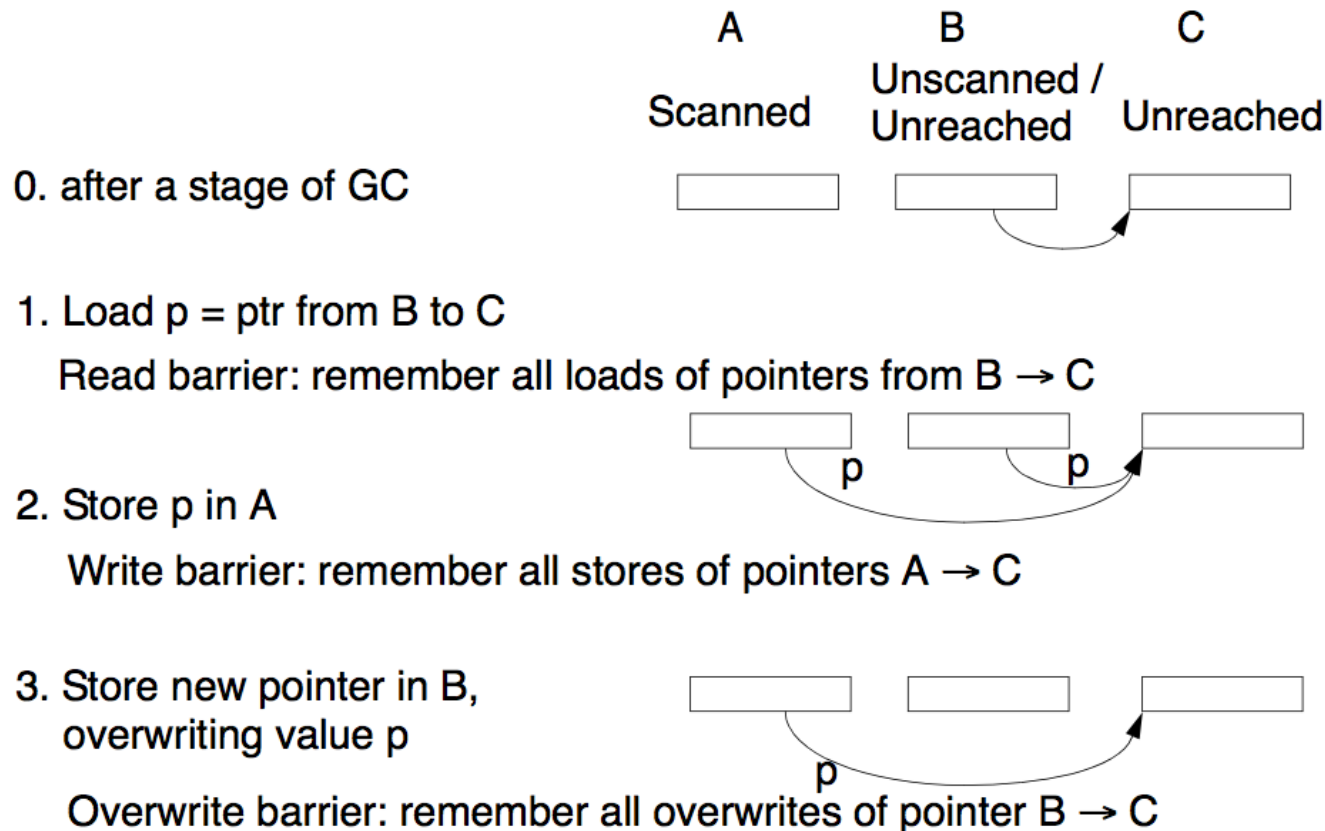 A B C
Scanned Unscanned / Unreached Unreached
0. after a stage of GC
1. Load p = ptr from B to C
Read barrier: remember all loads of pointers from B → C
p p
2. Store p in A
Write barrier: remember all stores of pointers A → C
3. Store new pointer in B,
overwriting value p
p
Overwrite barrier: remember all overwrites of pointer B → C